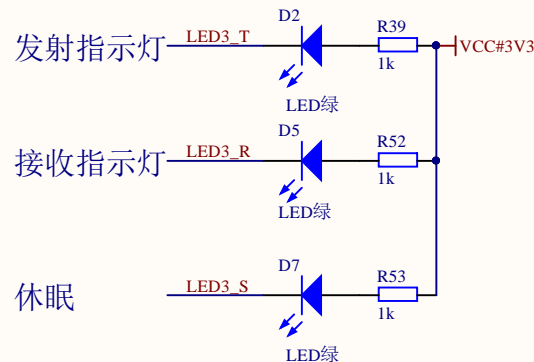 D2
R39
发射指示灯
LED3_T
VCC#3V3
1k
LED绿
D5
R52
接收指示灯
LED3_R
1k
LED绿
D7
R53
休眠
LED3_S
1k
LED绿